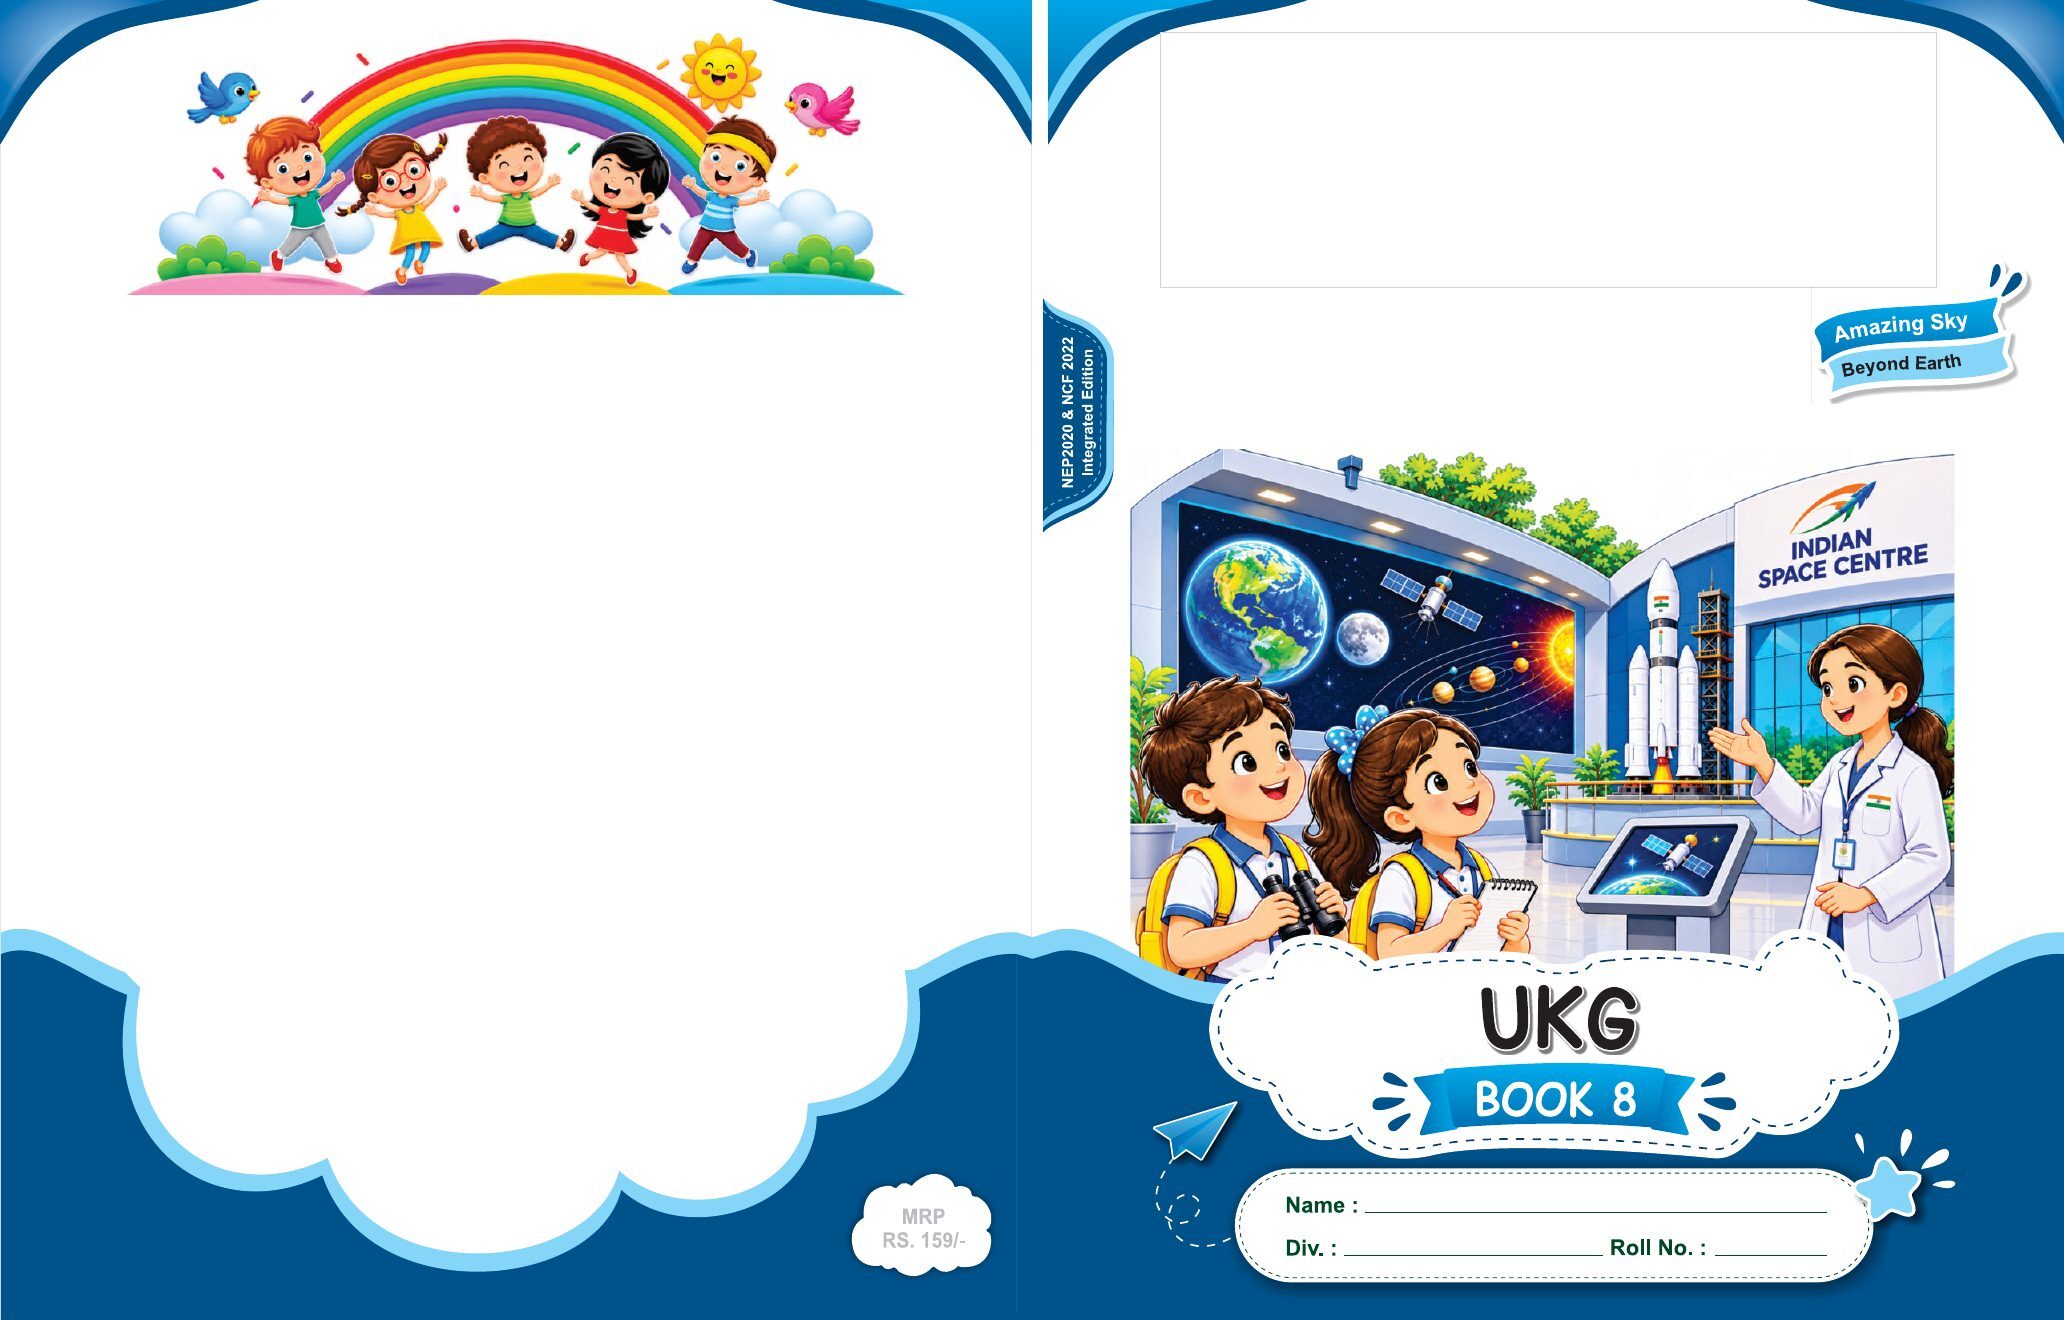 MRP
RS. 159/-
NEP2020 & NCF 2022
Integrated Edition
Amazing Sky
Beyond Earth
INDIAN
SPACE CENTRE
UKG
BOOK 8
Name :
Div. : Roll No. :